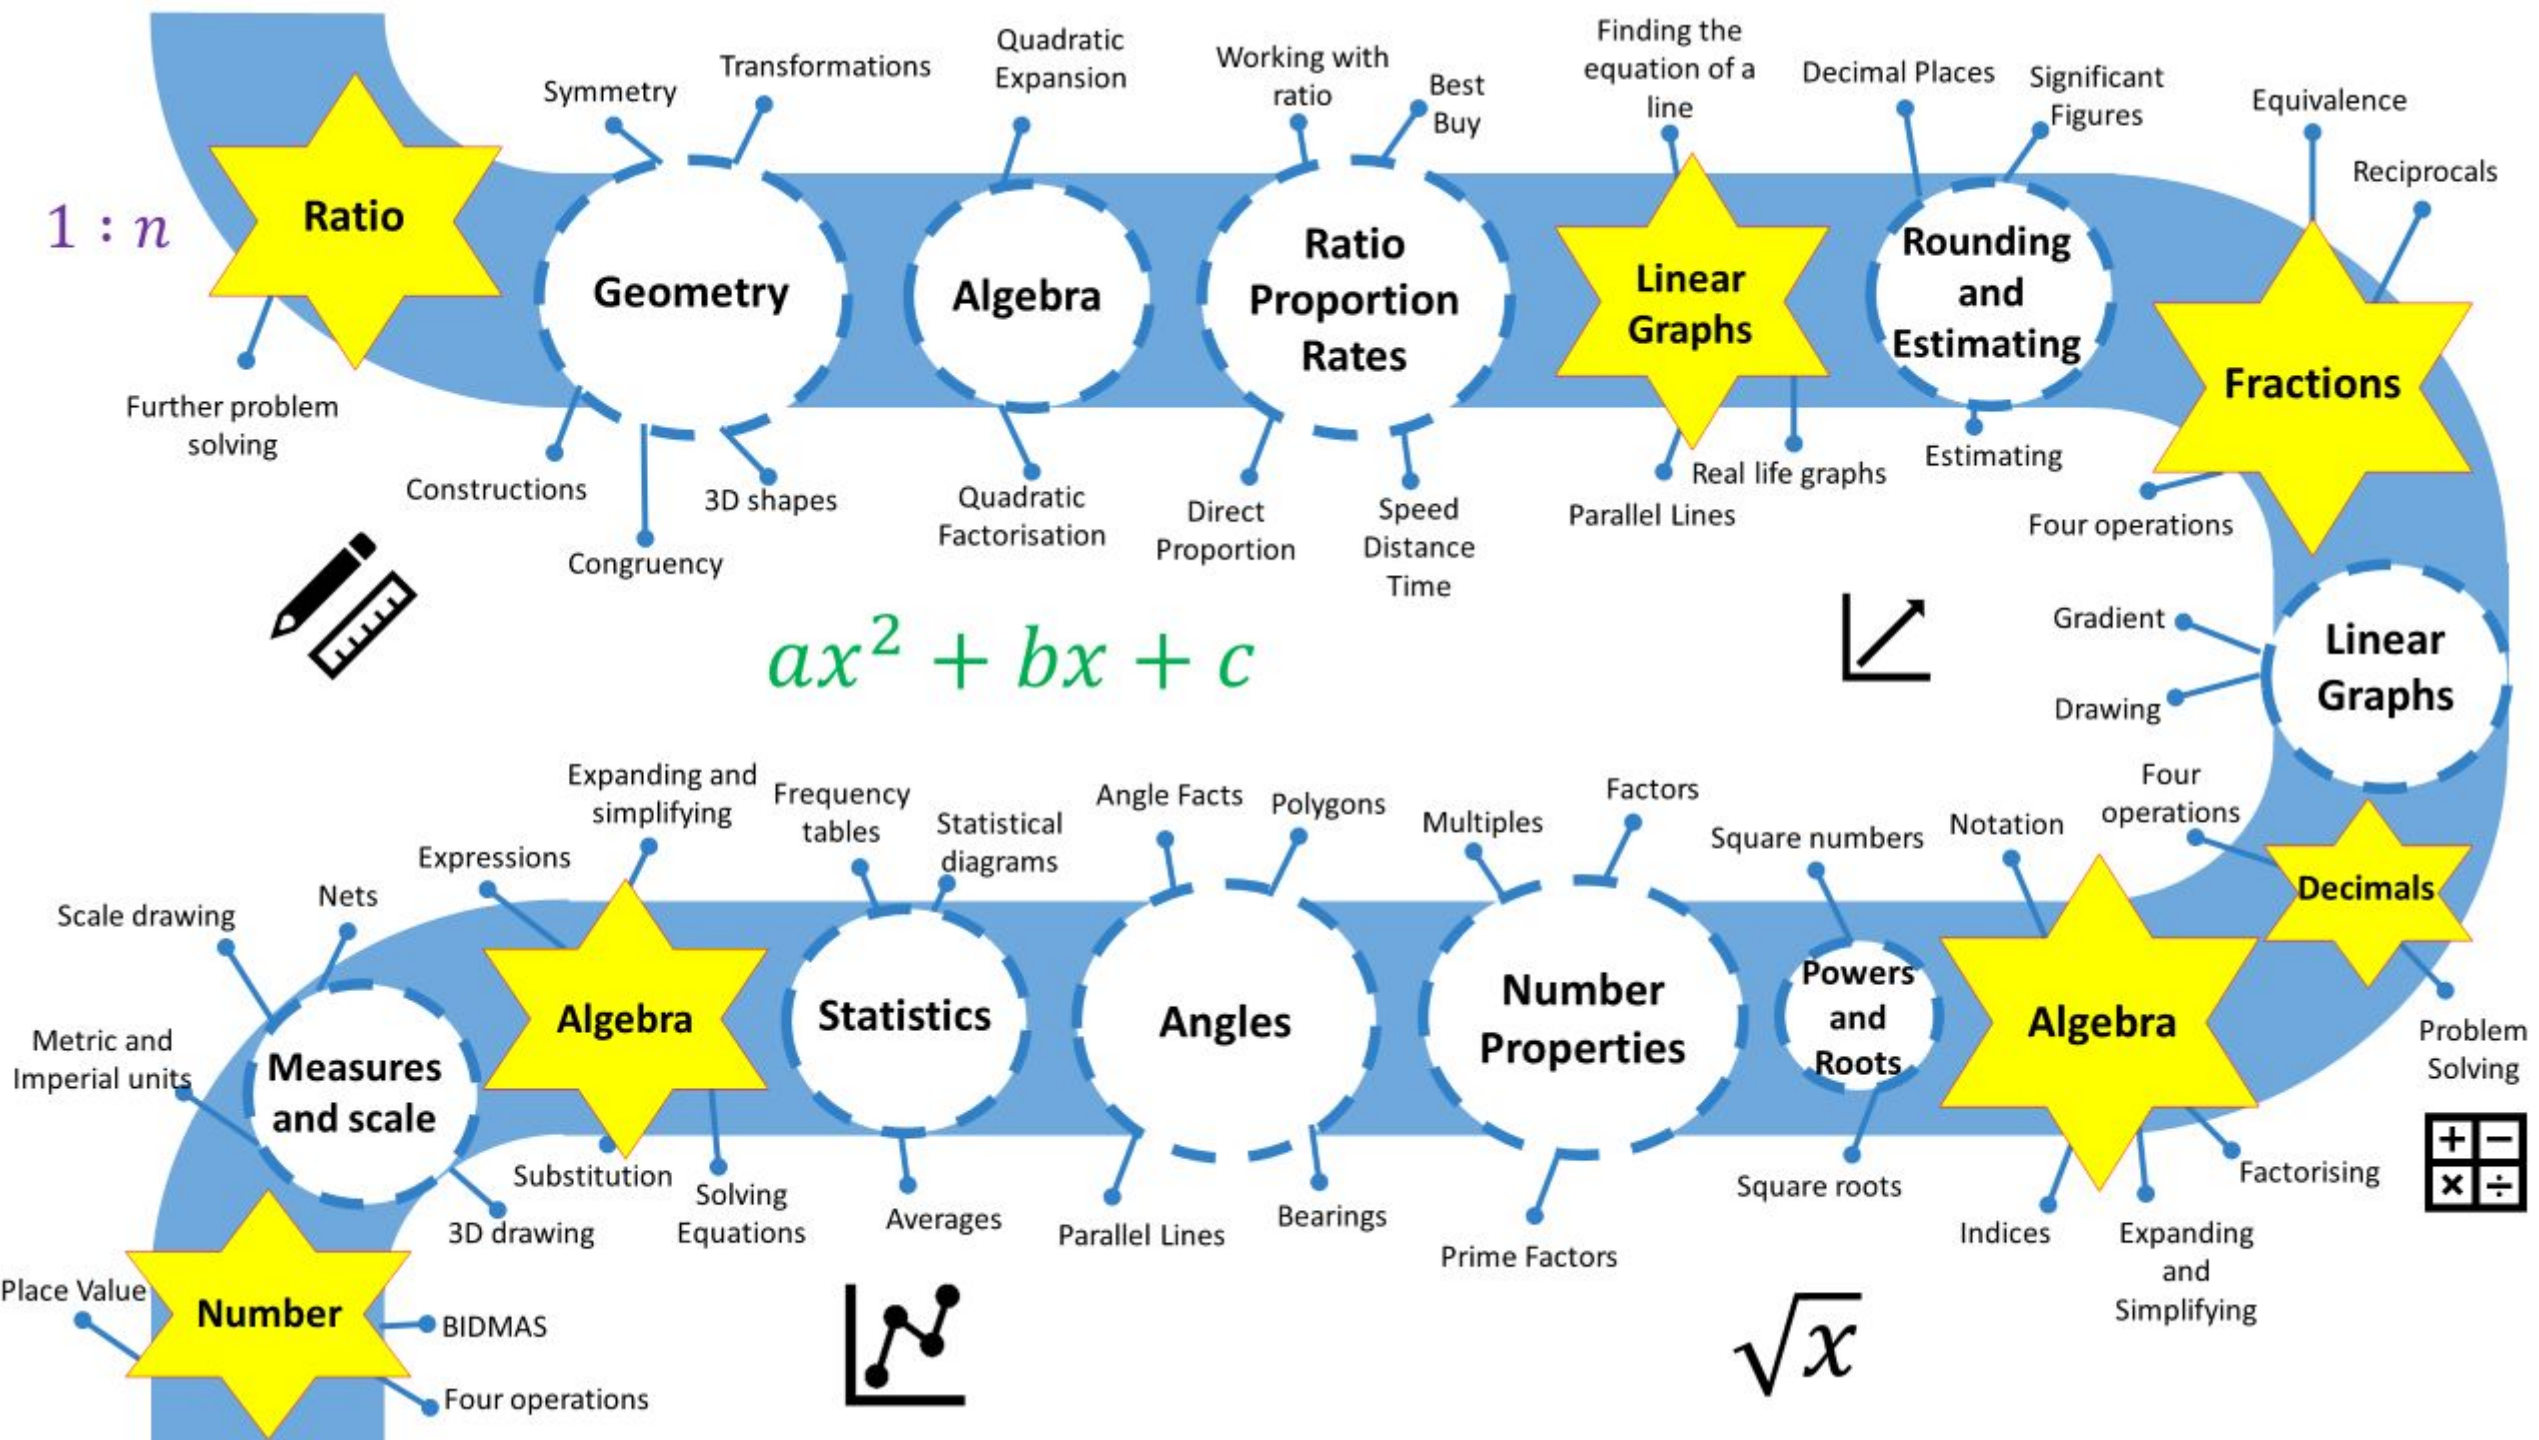 Finding the
equation of a
line
Quadratic
Expansion
Working with
ratio
Best
Buy
Transformations
Symmetry
Decimal Places
Significant
Figures
Equivalence
Reciprocals
1 : n
Ratio
Geometry
Algebra
Ratio
Proportion
Rates
Linear
Graphs
Rounding
and
Estimating
Fractions
Further problem
solving
Constructions
Congruency
3D shapes
Quadratic
Factorisation
Direct
Proportion
Speed
Distance
Time
Parallel Lines
Real life graphs
Estimating
Four operations
ax² + bx + c
Gradient
Drawing
Linear
Graphs
Expanding and
simplifying
Frequency
tables
Statistical
diagrams
Angle Facts
Polygons
Multiples
Factors
Square numbers
Notation
Four
operations
Decimals
Problem
Solving
Expressions
Nets
Scale drawing
Metric and
Imperial units
Measures
and scale
Algebra
Statistics
Angles
Number
Properties
Powers
and
Roots
Algebra
3D drawing
Substitution
Solving
Equations
Averages
Parallel Lines
Bearings
Prime Factors
Square roots
Indices
Expanding
and
Simplifying
Factorising
+ −
× ÷
Place Value
Number
BIDMAS
Four operations
√x